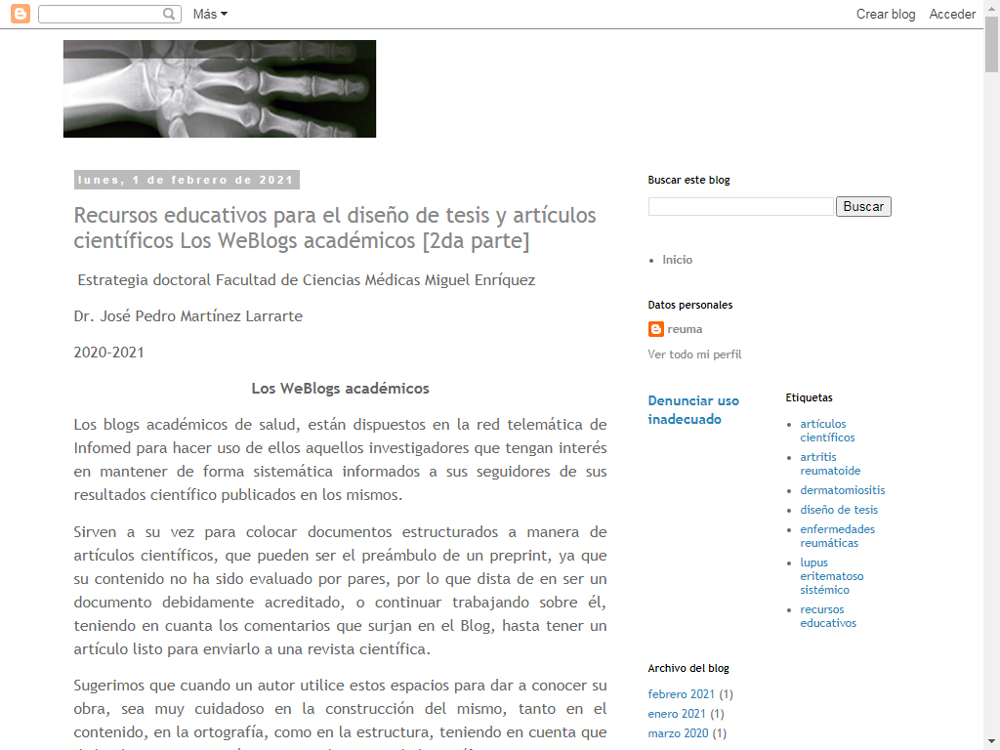 Más
Crear blog Acceder
lunes, 1 de febrero de 2021
Recursos educativos para el diseño de tesis y artículos
científicos Los WeBlogs académicos [2da parte]
Estrategia doctoral Facultad de Ciencias Médicas Miguel Enríquez
Dr. José Pedro Martínez Larrarte
2020-2021
Los WeBlogs académicos
Los blogs académicos de salud, están dispuestos en la red telemática de
Infomed para hacer uso de ellos aquellos investigadores que tengan interés
en mantener de forma sistemática informados a sus seguidores de sus
resultados científico publicados en los mismos.
Sirven a su vez para colocar documentos estructurados a manera de
artículos científicos, que pueden ser el preámbulo de un preprint, ya que
su contenido no ha sido evaluado por pares, por lo que dista de en ser un
documento debidamente acreditado, o continuar trabajando sobre él,
teniendo en cuanta los comentarios que surjan en el Blog, hasta tener un
artículo listo para enviarlo a una revista científica.
Sugerimos que cuando un autor utilice estos espacios para dar a conocer su
obra, sea muy cuidadoso en la construcción del mismo, tanto en el
contenido, en la ortografía, como en la estructura, teniendo en cuenta que
Buscar este blog
Buscar
Inicio
Datos personales
reuma
Ver todo mi perfil
Denunciar uso
inadecuado
Etiquetas
artículos
científicos
artritis
reumatoide
dermatomiositis
diseño de tesis
enfermedades
reumáticas
lupus
eritematoso
sistémico
recursos
educativos
Archivo del blog
febrero 2021 (1)
enero 2021 (1)
marzo 2020 (1)